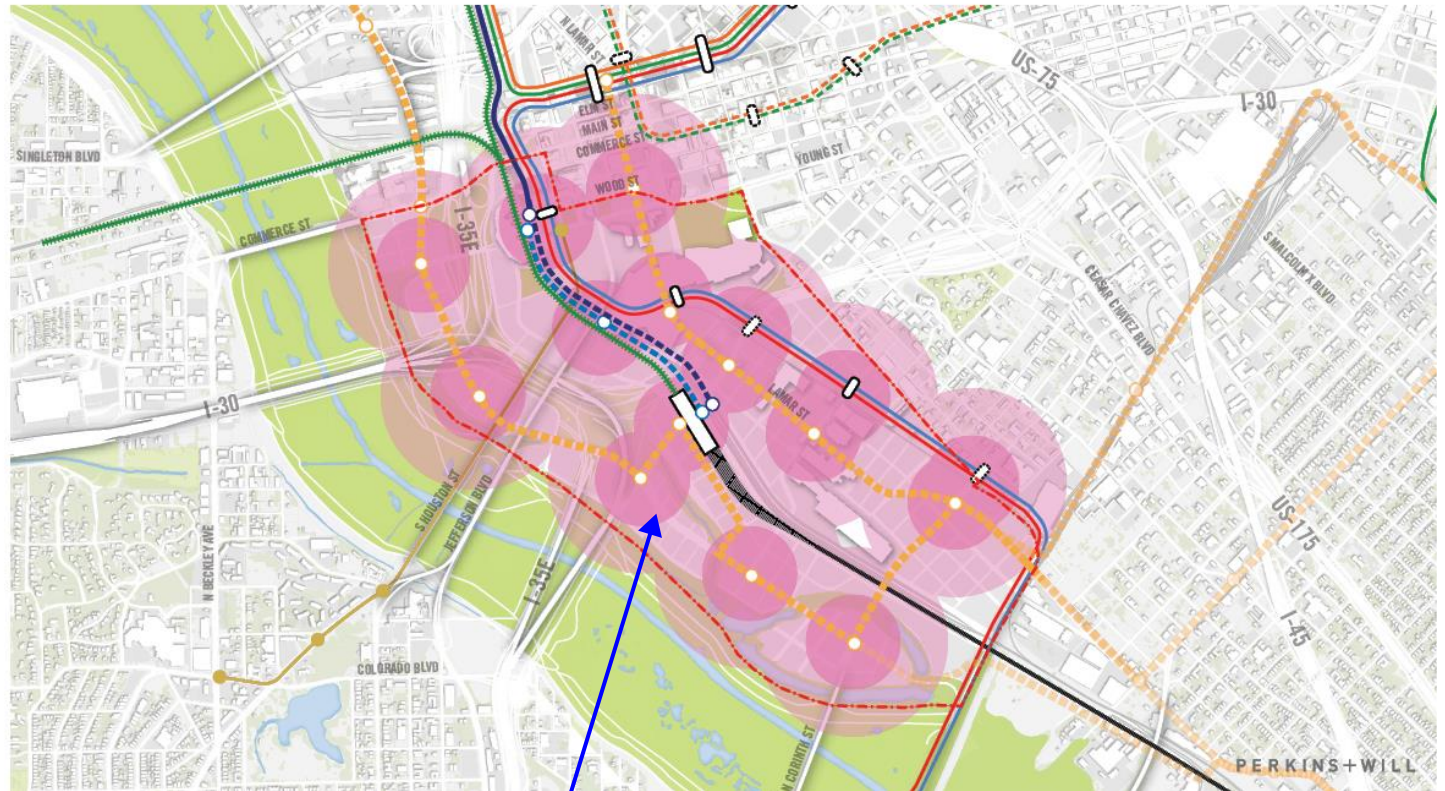 N LAMAR ST
US-75
I-30
ELM ST
MAIN ST
COMMERCE ST
YOUNG ST
SINGLETON BLVD
WOOD ST
I-35E
COMMERCE ST
S MALCOLM X BLVD
CEASAR CHAVEZ BLVD
I-30
LAMAR ST
S HOUSTON ST
JEFFERSON BLVD
US-175
N BECKLEY AVE
I-35E
I-45
COLORADO BLVD
N CORINTH ST
PERKINS+WILL